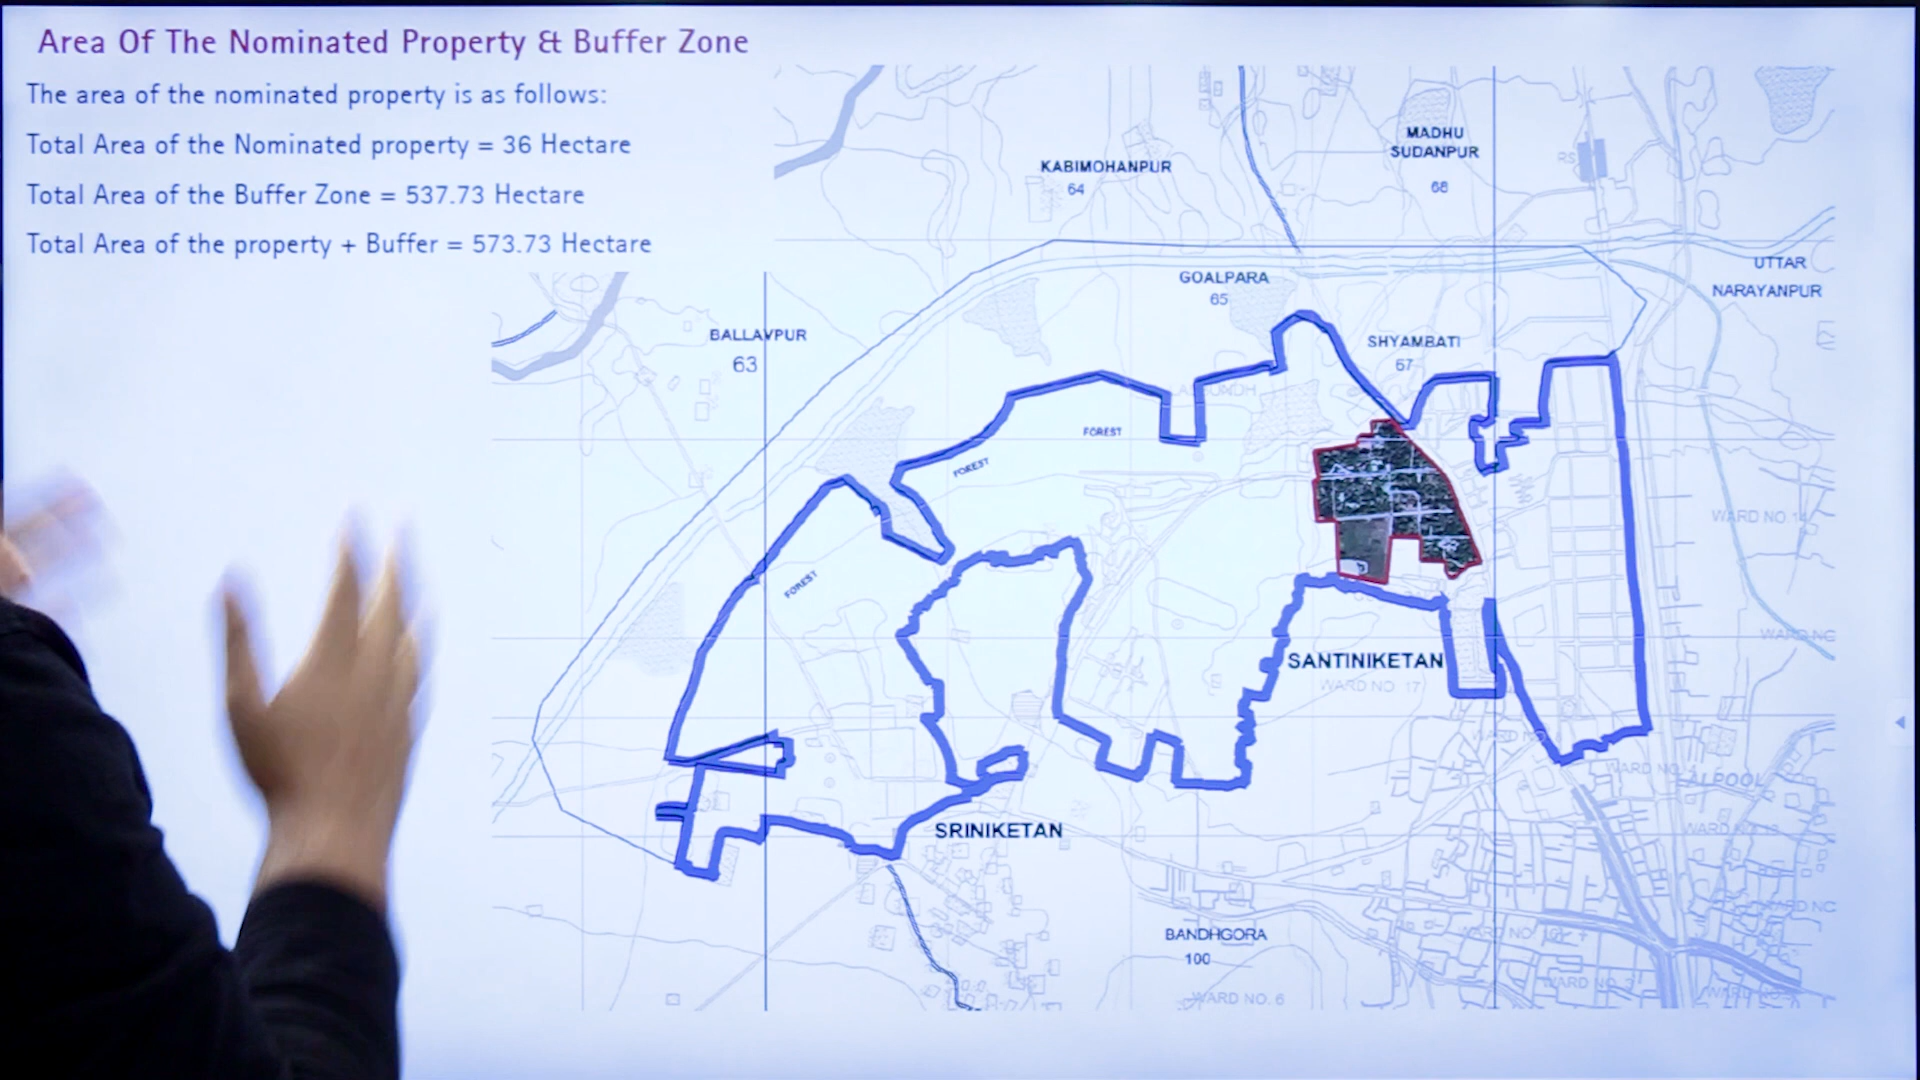 Area Of The Nominated Property & Buffer Zone
The area of the nominated property is as follows:
Total Area of the Nominated property = 36 Hectare
Total Area of the Buffer Zone = 537.73 Hectare
Total Area of the property + Buffer = 573.73 Hectare
MADHU
SUDANPUR
68
KABIMOHANPUR
64
RS
UTTAR
NARAYANPUR
GOALPARA
65
BALLAVPUR
63
SHYAMBATI
67
FOREST
FOREST
FOREST
WARD NO. 14
SANTINIKETAN
WARD NO 17
SRINIKETAN
BANDHGORA
100
WARD NO. 6